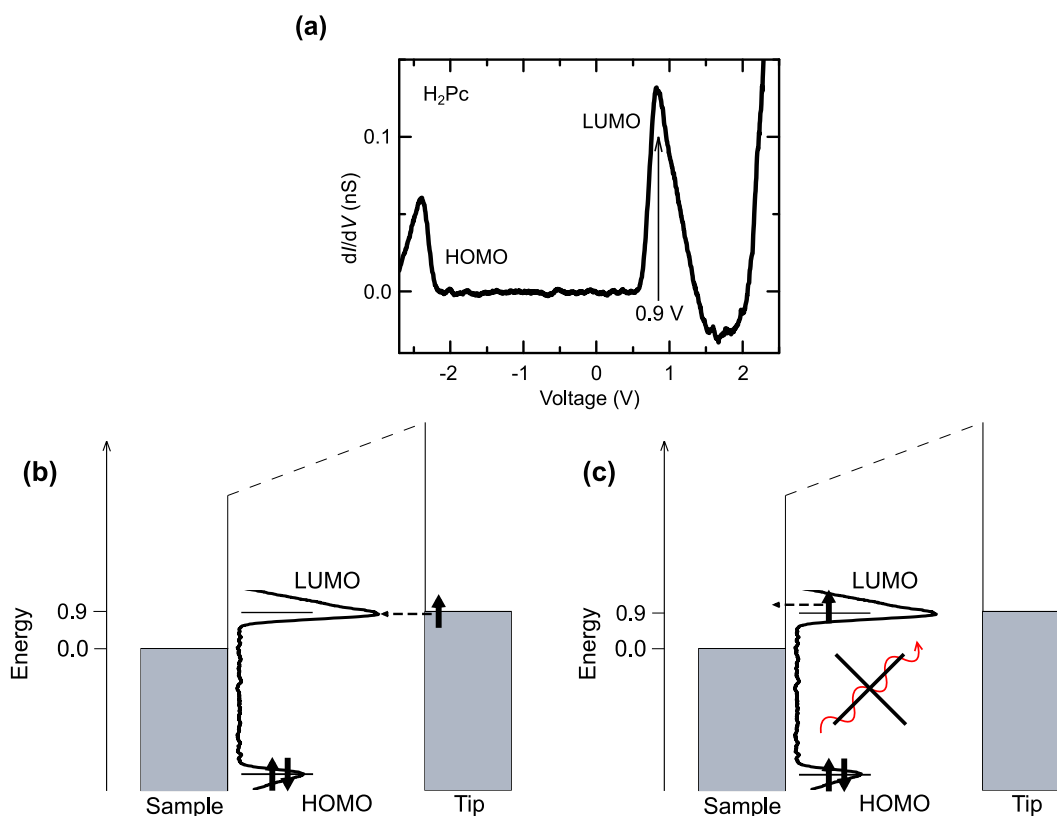 (a)
H₂Pc
LUMO
HOMO
0.9 V
0.1
0.0
dI/dV (nS)
-2 -1 0 1 2
Voltage (V)
(b)
LUMO
0.9
0.0
Energy
HOMO
Sample
Tip
(c)
LUMO
0.9
0.0
Energy
HOMO
Sample
Tip